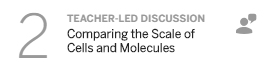 2
TEACHER-LED DISCUSSION
Comparing the Scale of
Cells and Molecules